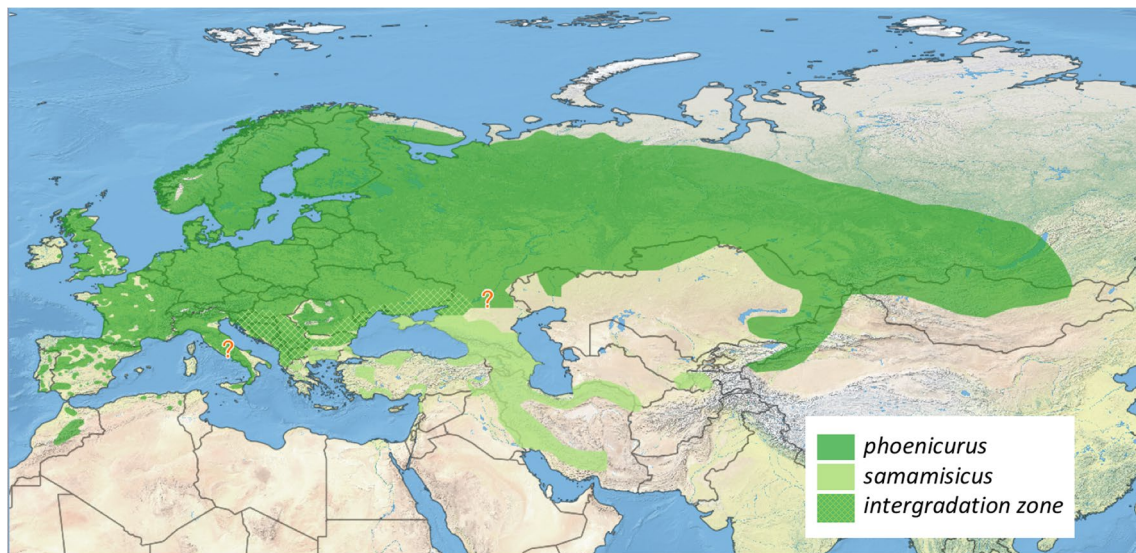 ?
?
phoenicurus
samamisicus
intergradation zone